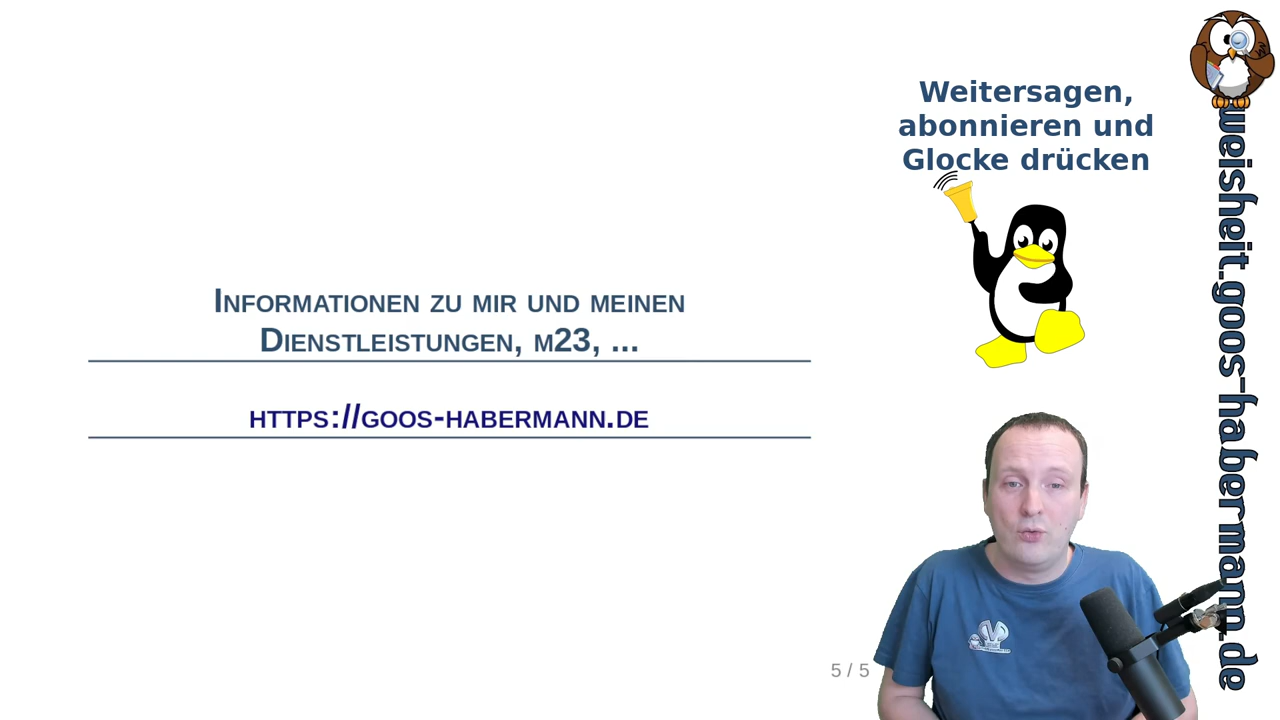 Weitersagen,
abonnieren und
Glocke drücken
Informationen zu mir und meinen
Dienstleistungen, m23, ...
https://goos-habermann.de
5 / 5
weisheit.goos-habermann.de